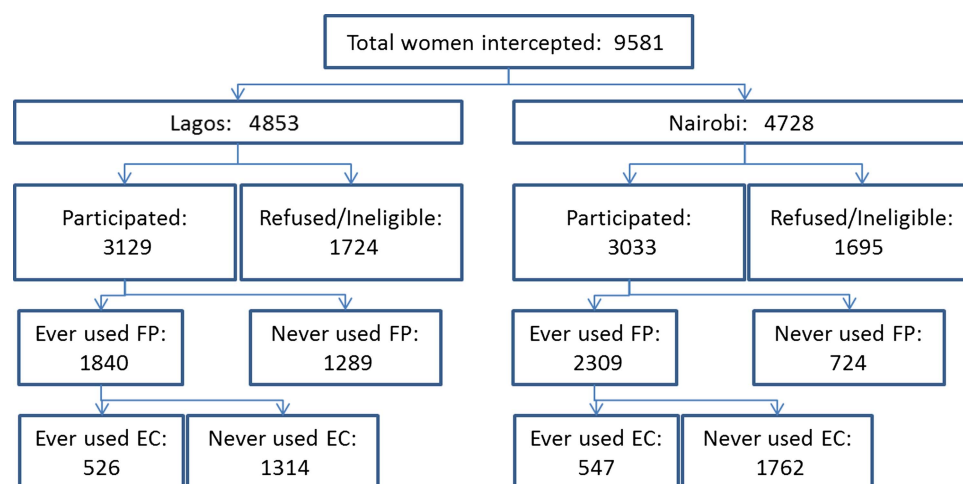 Total women intercepted: 9581
Lagos: 4853
Nairobi: 4728
Participated:
3129
Refused/Ineligible:
1724
Participated:
3033
Refused/Ineligible:
1695
Ever used FP:
1840
Never used FP:
1289
Ever used FP:
2309
Never used FP:
724
Ever used EC:
526
Never used EC:
1314
Ever used EC:
547
Never used EC:
1762